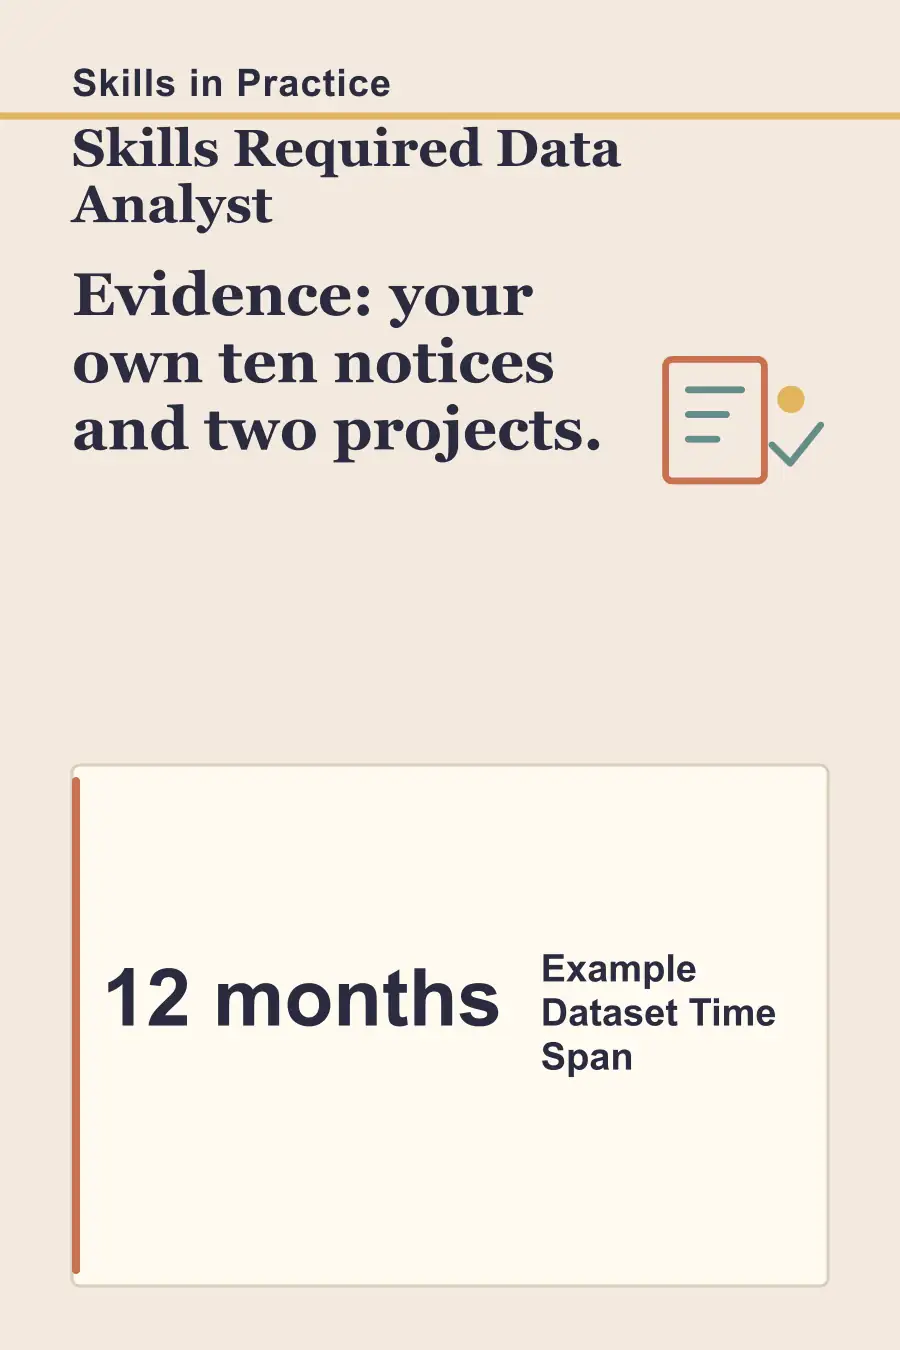 Skills in Practice
Skills Required Data
Analyst
Evidence: your
own ten notices
and two projects.
12 months
Example
Dataset Time
Span